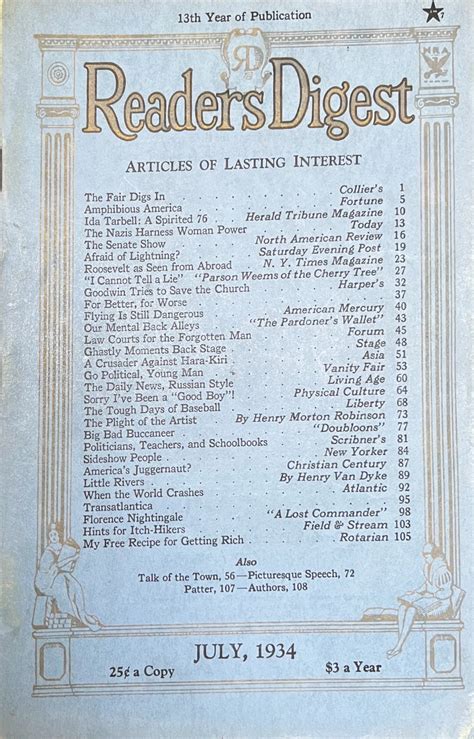 13th Year of Publication
NRA
RD
Readers Digest
ARTICLES OF LASTING INTEREST
The Fair Digs In . . . Collier's 1
Amphibious America . . . Fortune 5
Ida Tarbell: A Spirited 76 . . . Herald Tribune Magazine 10
The Nazis Harness Woman Power . . . Today 13
The Senate Show . . . North American Review 16
Afraid of Lightning? . . . Saturday Evening Post 19
Roosevelt as Seen from Abroad . . . N. Y. Times Magazine 23
"I Cannot Tell a Lie" "Parson Weems of the Cherry Tree" 27
Goodwin Tries to Save the Church . . . Harper's 32
For Better, for Worse . . . 37
Flying Is Still Dangerous . . . American Mercury 40
Our Mental Back Alleys . . . "The Pardoner's Wallet" 43
Law Courts for the Forgotten Man . . . Forum 45
Ghastly Moments Back Stage . . . Stage 48
A Crusader Against Hara-Kiri . . . Asia 51
Go Political, Young Man . . . Vanity Fair 53
The Daily News, Russian Style . . . Living Age 60
Sorry I've Been a "Good Boy"! . . . Physical Culture 64
The Tough Days of Baseball . . . Liberty 68
The Plight of the Artist . . . By Henry Morton Robinson 73
Big Bad Buccaneer . . . "Doubloons" 77
Politicians, Teachers, and Schoolbooks . . . Scribner's 81
Sideshow People . . . New Yorker 84
America's Juggernaut? . . . Christian Century 87
Little Rivers . . . By Henry Van Dyke 89
When the World Crashes . . . Atlantic 92
Transatlantica . . . 95
Florence Nightingale . . . "A Lost Commander" 98
Hints for Itch-Hikers . . . Field & Stream 103
My Free Recipe for Getting Rich . . . Rotarian 105
Also
Talk of the Town, 56—Picturesque Speech, 72
Patter, 107—Authors, 108
JULY, 1934
25¢ a Copy $3 a Year